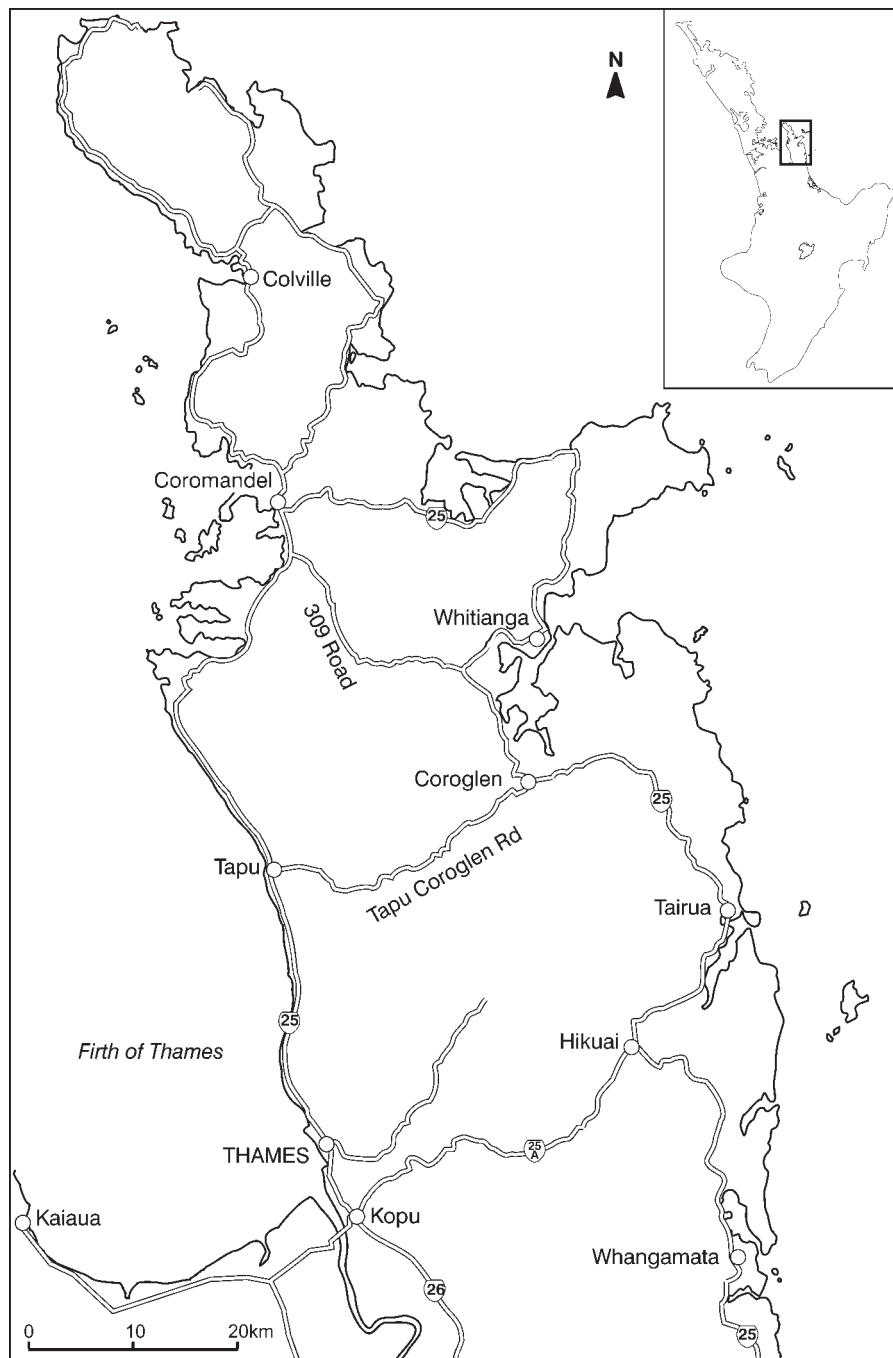 N
Colville
Coromandel
25
309 Road
Whitianga
Coroglen
25
Tapu
Tapu Coroglen Rd
Tairua
25
Firth of Thames
Hikuai
THAMES
25
A
Kaiaua
Kopu
Whangamata
26
25
0 10 20km